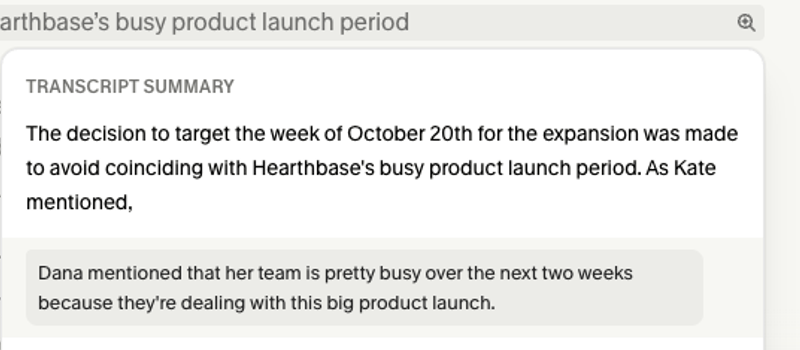 arthbase’s busy product launch period
TRANSCRIPT SUMMARY
The decision to target the week of October 20th for the expansion was made
to avoid coinciding with Hearthbase's busy product launch period. As Kate
mentioned,
Dana mentioned that her team is pretty busy over the next two weeks
because they're dealing with this big product launch.